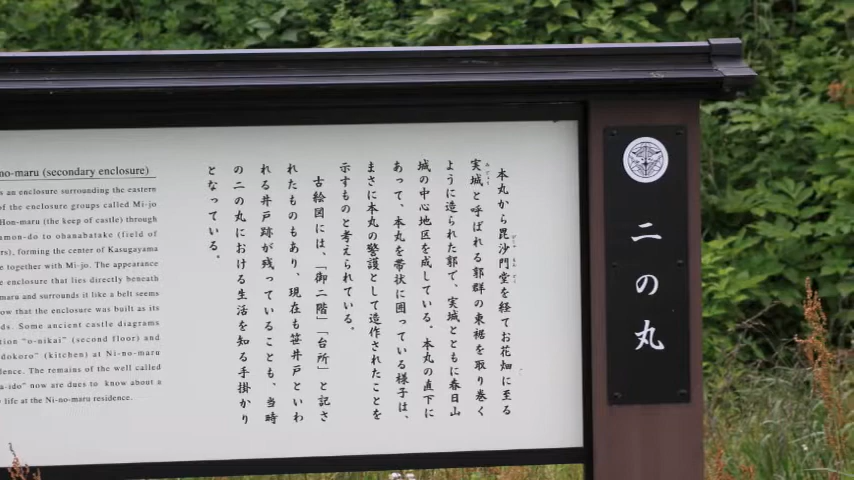 二の丸
本丸から毘沙門堂を経てお花畑に至る
実城と呼ばれる郭群の東裾を取り巻く
ように造られた郭で、実城とともに春日山
城の中心地区を成している。本丸の直下に
あって、本丸を帯状に囲っている様子は、
まさに本丸の警護として造作されたことを
示すものと考えられている。
古絵図には、「御二階」「台所」と記さ
れたものもあり、現在も笹井戸といわ
れる井戸跡が残っていることも、当時
の二の丸における生活を知る手掛かり
となっている。
no-maru (secondary enclosure)
s an enclosure surrounding the eastern
of the enclosure groups called Mi-jo
Hon-maru (the keep of castle) through
amon-do to ohanabatake (field of
ers), forming the center of Kasugayama
e together with Mi-jo. The appearance
e enclosure that lies directly beneath
maru and surrounds it like a belt seems
ow that the enclosure was built as its
ds. Some ancient castle diagrams
tion "o-nikai" (second floor) and
dokoro" (kitchen) at Ni-no-maru
dence. The remains of the well called
a-ido" now are dues to know about a
life at the Ni-no-maru residence.